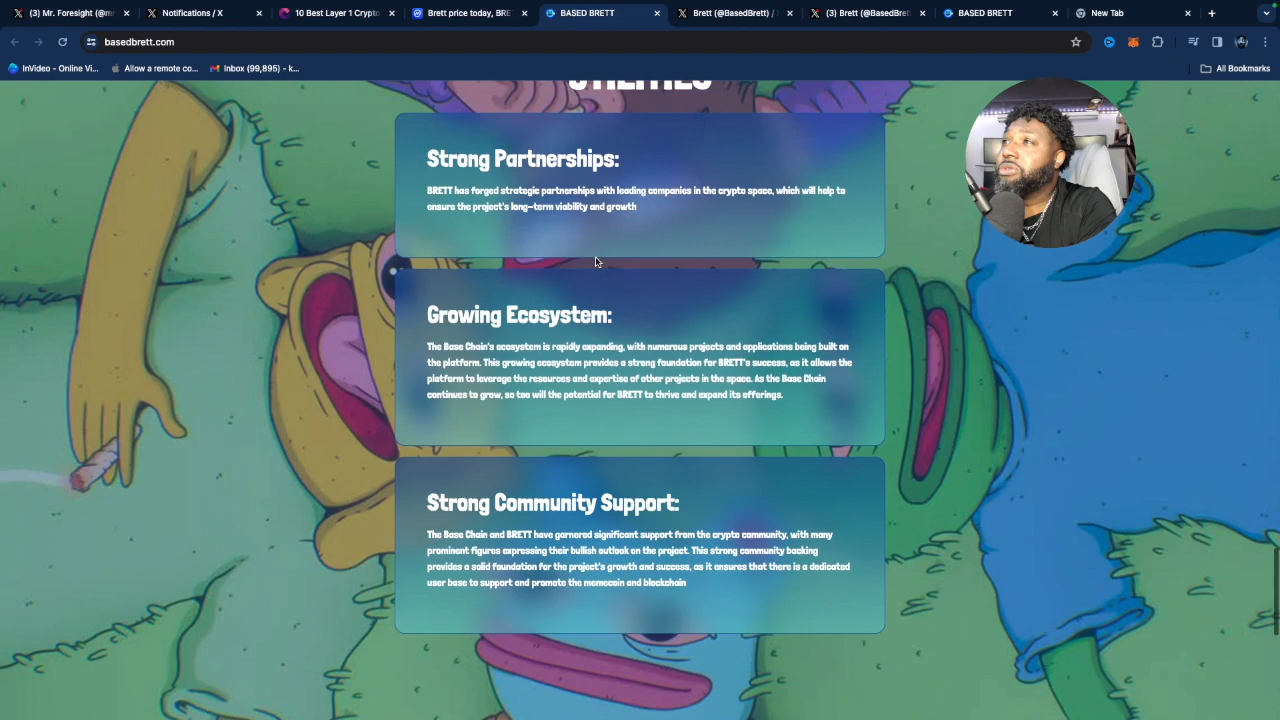 (3) Mr. Foresight (@m
Notifications / X
10 Best Layer 1 Crypto
Brett price today, BRE
BASED BRETT
Brett (@BasedBrett) /
(3) Brett (@BasedBret
BASED BRETT
New Tab
basedbrett.com
InVideo - Online Vi...
Allow a remote co...
Inbox (99,895) - k...
All Bookmarks
UTILITIES
Strong Partnerships:
BRETT has forged strategic partnerships with leading companies in the crypto space, which will help to
ensure the project's long-term viability and growth
Growing Ecosystem:
The Base Chain's ecosystem is rapidly expanding, with numerous projects and applications being built on
the platform. This growing ecosystem provides a strong foundation for BRETT's success, as it allows the
platform to leverage the resources and expertise of other projects in the space. As the Base Chain
continues to grow, so too will the potential for BRETT to thrive and expand its offerings.
Strong Community Support:
The Base Chain and BRETT have garnered significant support from the crypto community, with many
prominent figures expressing their bullish outlook on the project. This strong community backing
provides a solid foundation for the project's growth and success, as it ensures that there is a dedicated
user base to support and promote the memecoin and blockchain